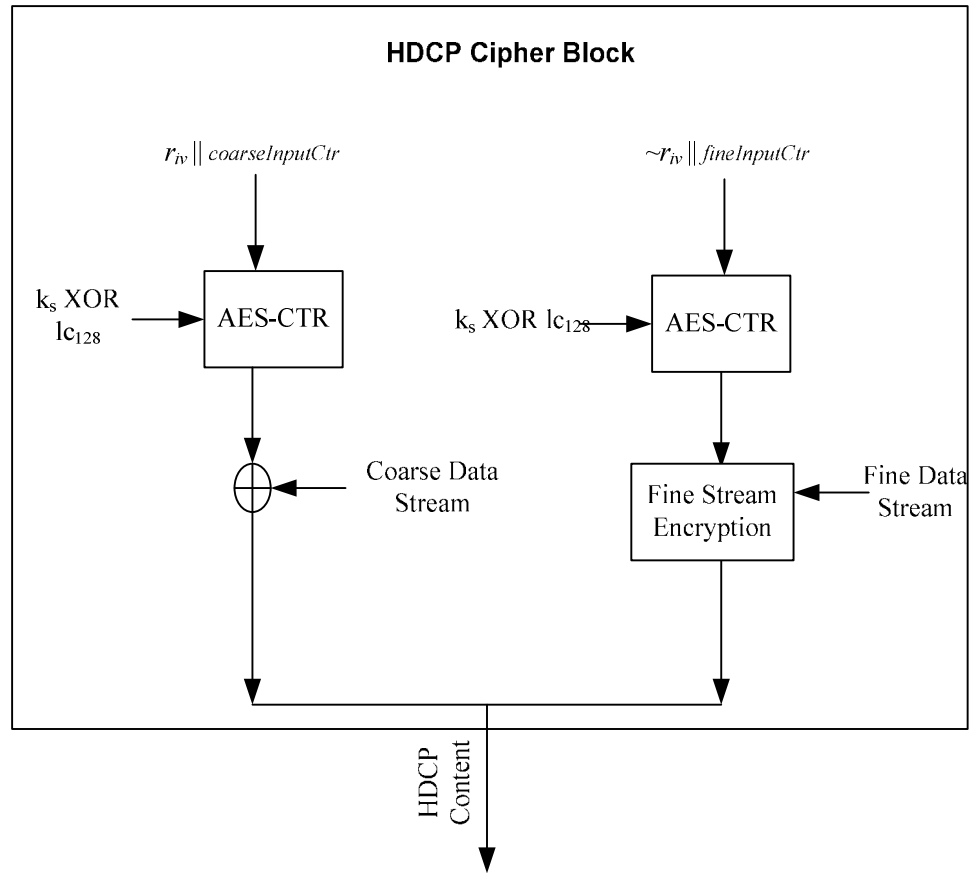 HDCP Cipher Block
r_iv || coarseInputCtr
~r_iv || fineInputCtr
k_s XOR
lc_128
AES-CTR
k_s XOR lc_128
AES-CTR
Coarse Data
Stream
Fine Stream
Encryption
Fine Data
Stream
HDCP
Content